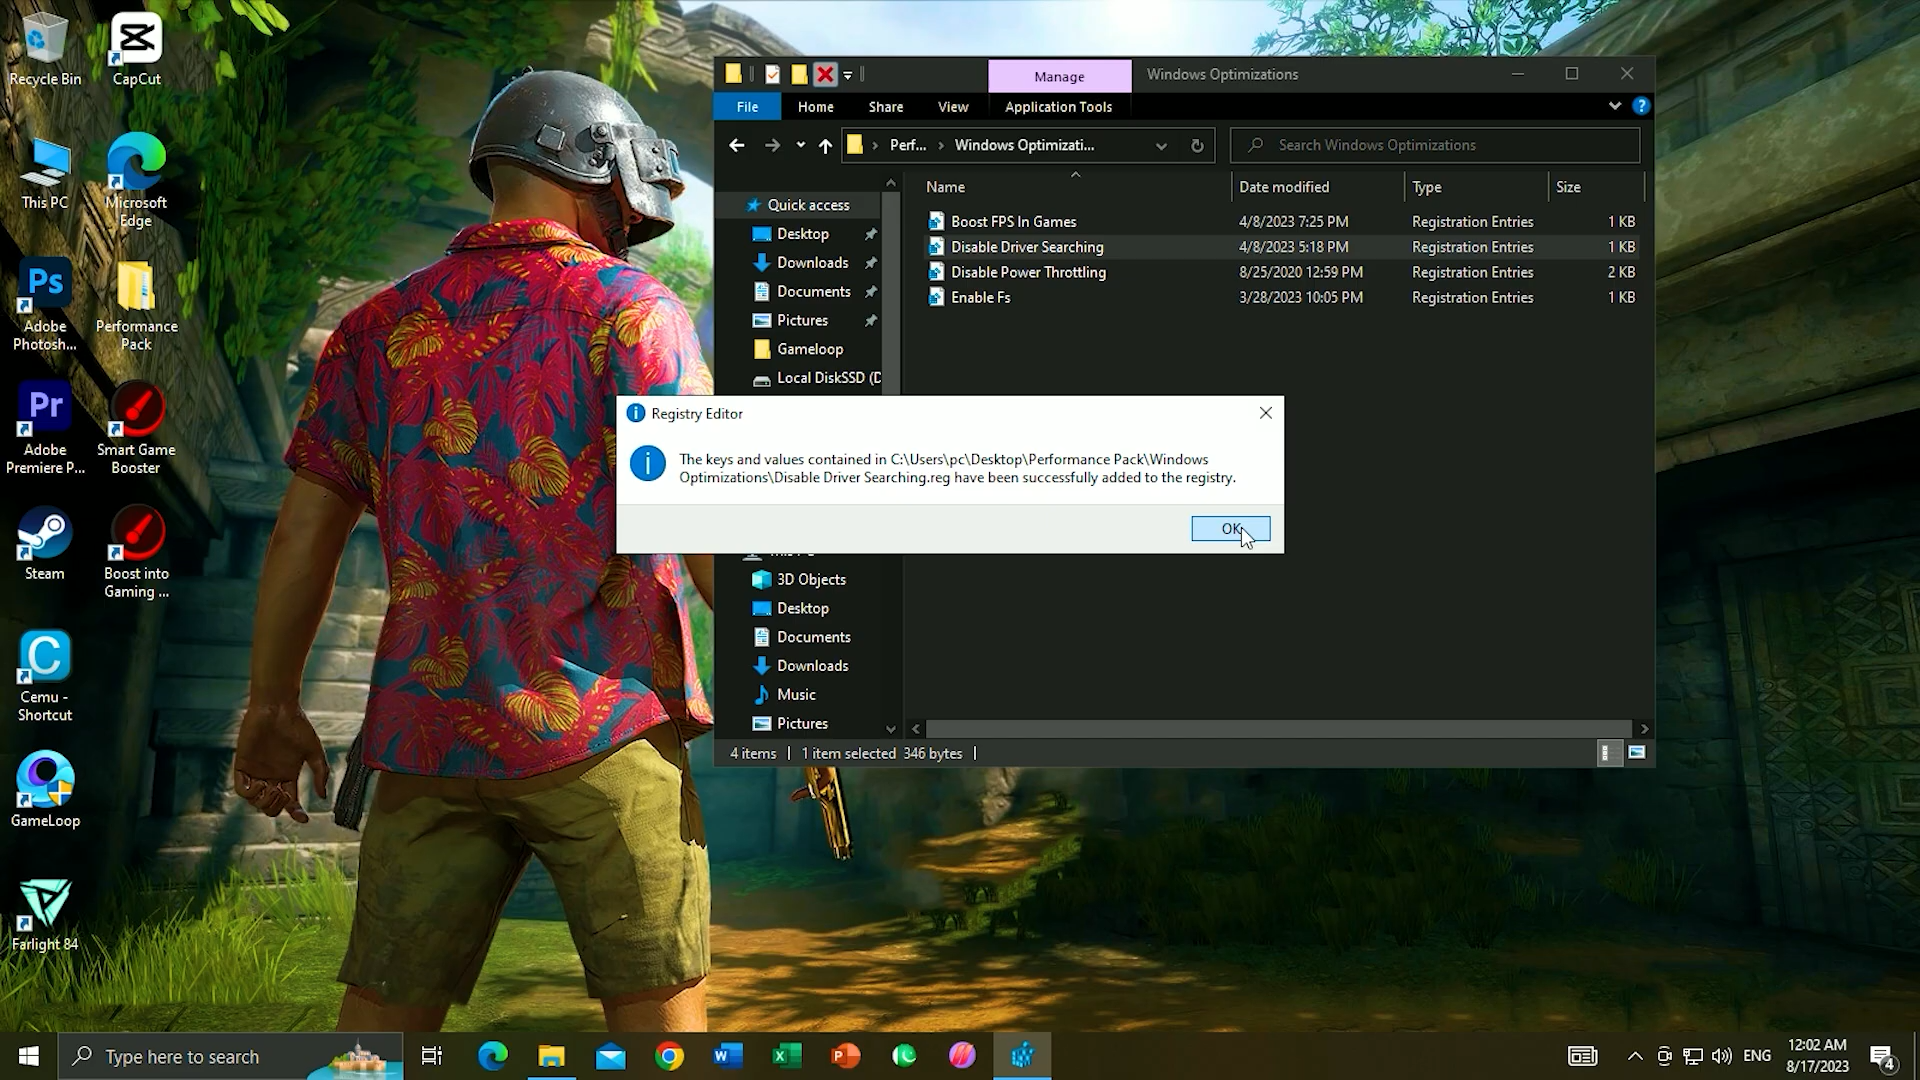 Recycle Bin
CapCut
This PC
Microsoft
Edge
Ps
Adobe
Photosh...
Performance
Pack
Pr
Adobe
Premiere P...
Smart Game
Booster
Steam
Boost into
Gaming ...
Cemu -
Shortcut
GameLoop
Farlight 84
Manage
Windows Optimizations
File
Home
Share
View
Application Tools
Perf...
Windows Optimizati...
Search Windows Optimizations
Name
Date modified
Type
Size
Quick access
Desktop
Downloads
Documents
Pictures
Gameloop
Local DiskSSD (D
Boost FPS In Games 4/8/2023 7:25 PM Registration Entries 1 KB
Disable Driver Searching 4/8/2023 5:18 PM Registration Entries 1 KB
Disable Power Throttling 8/25/2020 12:59 PM Registration Entries 2 KB
Enable Fs 3/28/2023 10:05 PM Registration Entries 1 KB
Registry Editor
The keys and values contained in C:\Users\pc\Desktop\Performance Pack\Windows
Optimizations\Disable Driver Searching.reg have been successfully added to the registry.
OK
3D Objects
Desktop
Documents
Downloads
Music
Pictures
4 items
1 item selected 346 bytes
Type here to search
ENG
12:02 AM
8/17/2023
4